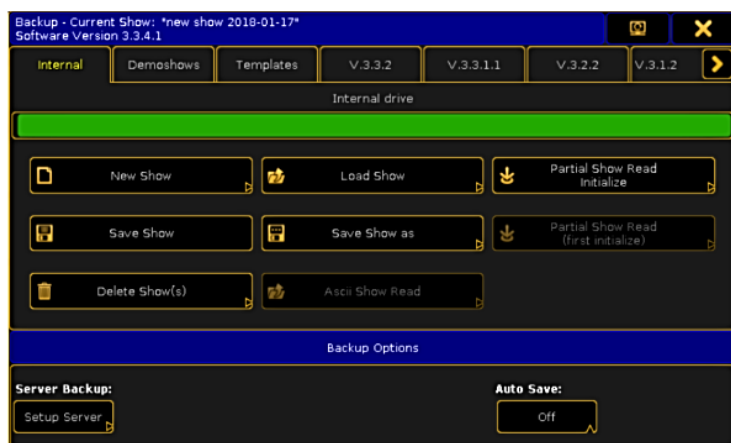 Backup - Current Show: "new show 2018-01-17"
Software Version 3.3.4.1
Internal
Demoshows
Templates
V.3.3.2
V.3.3.1.1
V.3.2.2
V.3.1.2
Internal drive
New Show
Load Show
Partial Show Read
Initialize
Save Show
Save Show as
Partial Show Read
(first initialize)
Delete Show(s)
Ascii Show Read
Backup Options
Server Backup:
Auto Save:
Setup Server
Off